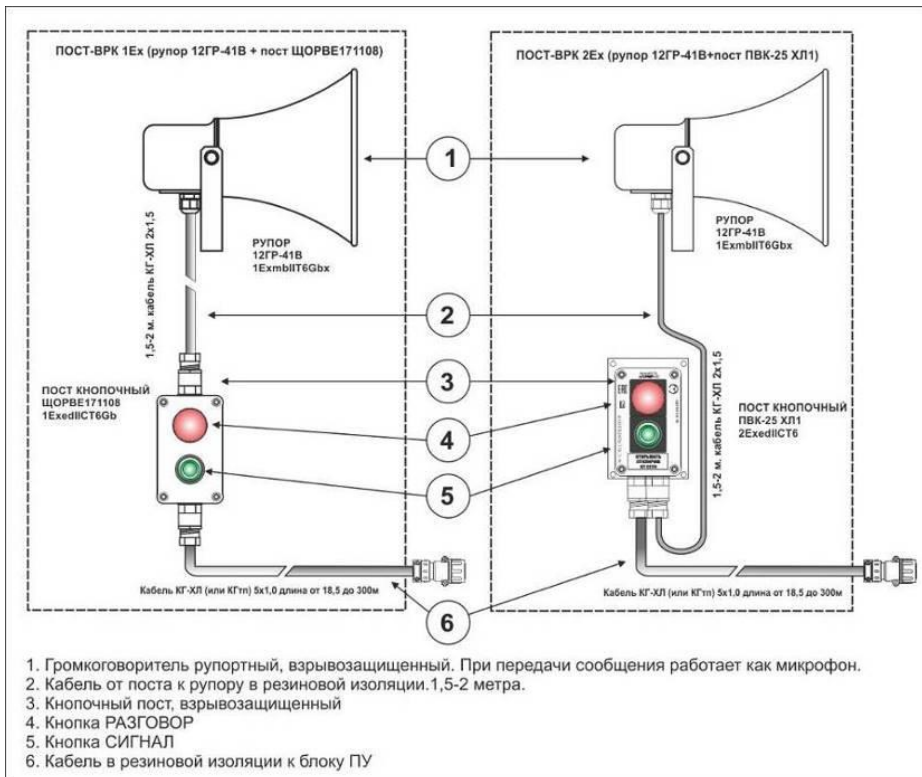 ПОСТ-ВРК 1Ех (рупор 12ГР-41В + пост ЩОРВЕ171108)
ПОСТ-ВРК 2Ех (рупор 12ГР-41В+пост ПВК-25 ХЛ1)
1
РУПОР
12ГР-41В
1ExmbIIT6Gbx
РУПОР
12ГР-41В
1ExmbIIT6Gbx
1,5-2 м. кабель КГ-ХЛ 2х1,5
2
3
ПОСТ КНОПОЧНЫЙ
ЩОРВЕ171108
1ExedIICT6Gb
1,5-2 м. кабель КГ-ХЛ 2х1,5
ПОСТ КНОПОЧНЫЙ
ПВК-25 ХЛ1
2ExedIICT6
4
ОТКРЫВАТЬ
5
Кабель КГ-ХЛ (или КГтп) 5х1,0 длина от 18,5 до 300м
Кабель КГ-ХЛ (или КГтп) 5х1,0 длина от 18,5 до 300м
6
1. Громкоговоритель рупортный, взрывозащищенный. При передачи сообщения работает как микрофон.
2. Кабель от поста к рупору в резиновой изоляции.1,5-2 метра.
3. Кнопочный пост, взрывозащищенный
4. Кнопка РАЗГОВОР
5. Кнопка СИГНАЛ
6. Кабель в резиновой изоляции к блоку ПУ